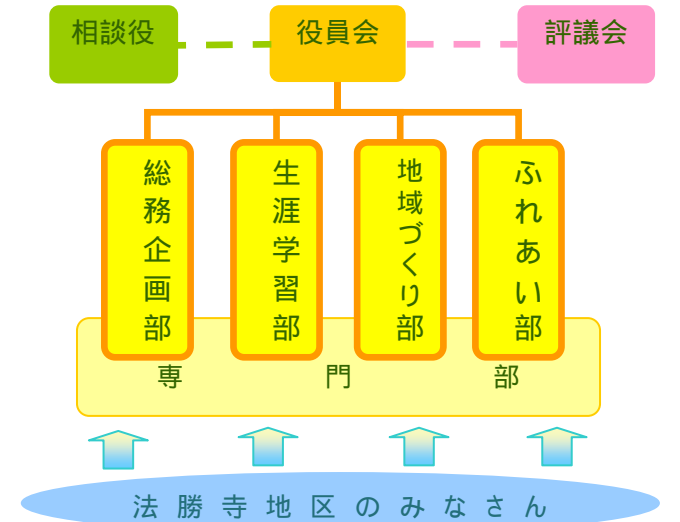 相談役
役員会
評議会
総務企画部
生涯学習部
地域づくり部
ふれあい部
専門部
法勝寺地区のみなさん